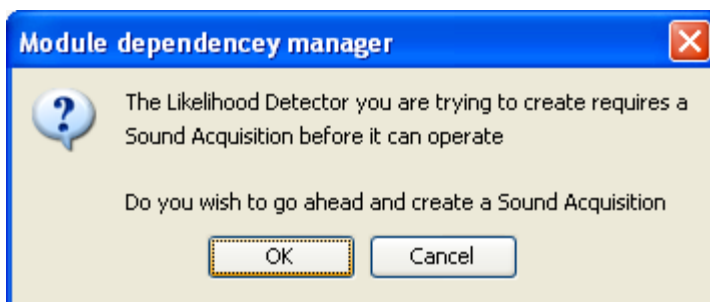 Module dependencey manager
The Likelihood Detector you are trying to create requires a
Sound Acquisition before it can operate
Do you wish to go ahead and create a Sound Acquisition
OK
Cancel